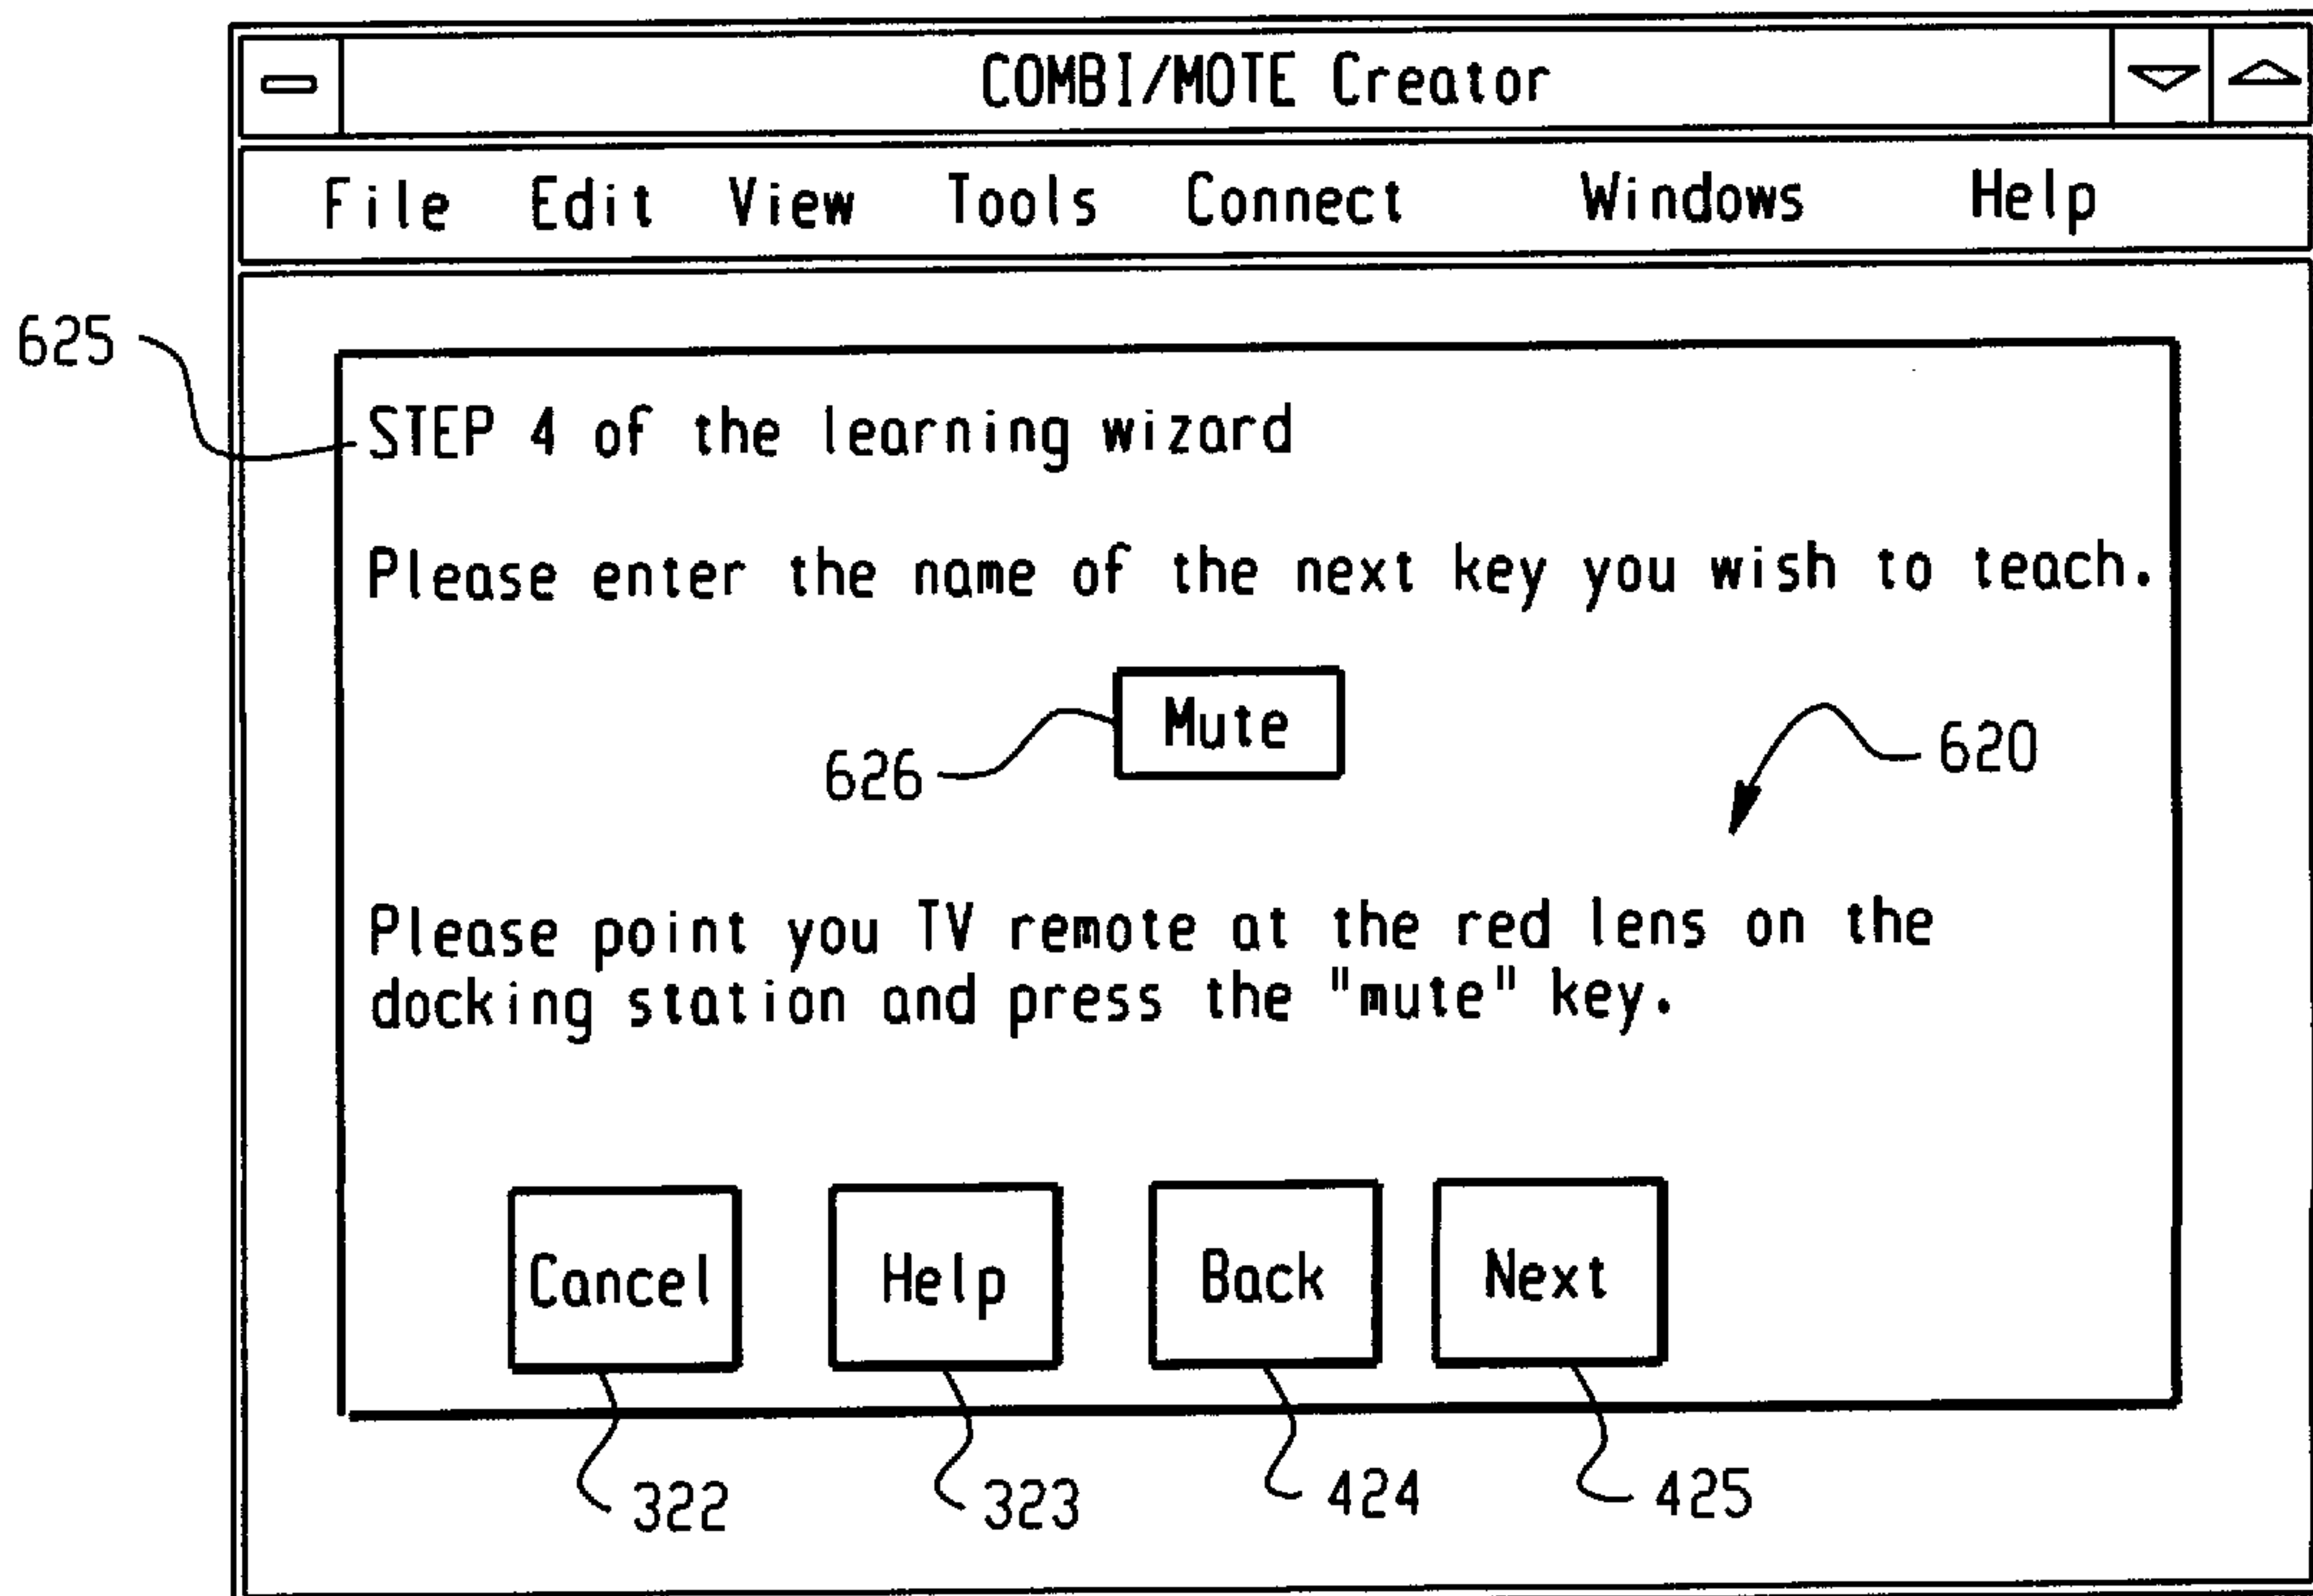 COMBI/MOTE Creator
File Edit View Tools Connect Windows Help
625
STEP 4 of the learning wizard
Please enter the name of the next key you wish to teach.
Mute
626
620
Please point you TV remote at the red lens on the
docking station and press the "mute" key.
Cancel Help Back Next
322 323 424 425